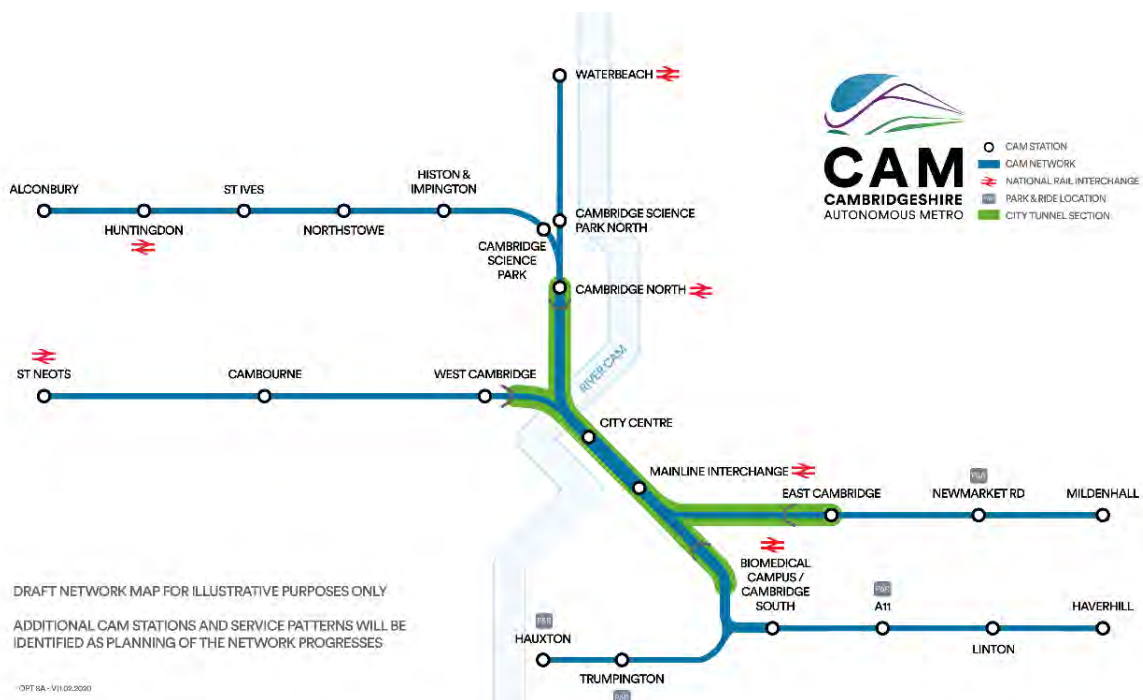 WATERBEACH
CAM
CAMBRIDGESHIRE
AUTONOMOUS METRO
CAM STATION
CAM NETWORK
NATIONAL RAIL INTERCHANGE
P&R
PARK & RIDE LOCATION
CITY TUNNEL SECTION
ALCONBURY
HUNTINGDON
ST IVES
NORTHSTOWE
HISTON &
IMPINGTON
CAMBRIDGE
SCIENCE
PARK
CAMBRIDGE SCIENCE
PARK NORTH
CAMBRIDGE NORTH
RIVER CAM
ST NEOTS
CAMBOURNE
WEST CAMBRIDGE
CITY CENTRE
MAINLINE INTERCHANGE
EAST CAMBRIDGE
P&R
NEWMARKET RD
MILDENHALL
BIOMEDICAL
CAMPUS /
CAMBRIDGE
SOUTH
P&R
A11
LINTON
HAVERHILL
P&R
HAUXTON
TRUMPINGTON
P&R
DRAFT NETWORK MAP FOR ILLUSTRATIVE PURPOSES ONLY
ADDITIONAL CAM STATIONS AND SERVICE PATTERNS WILL BE
IDENTIFIED AS PLANNING OF THE NETWORK PROGRESSES